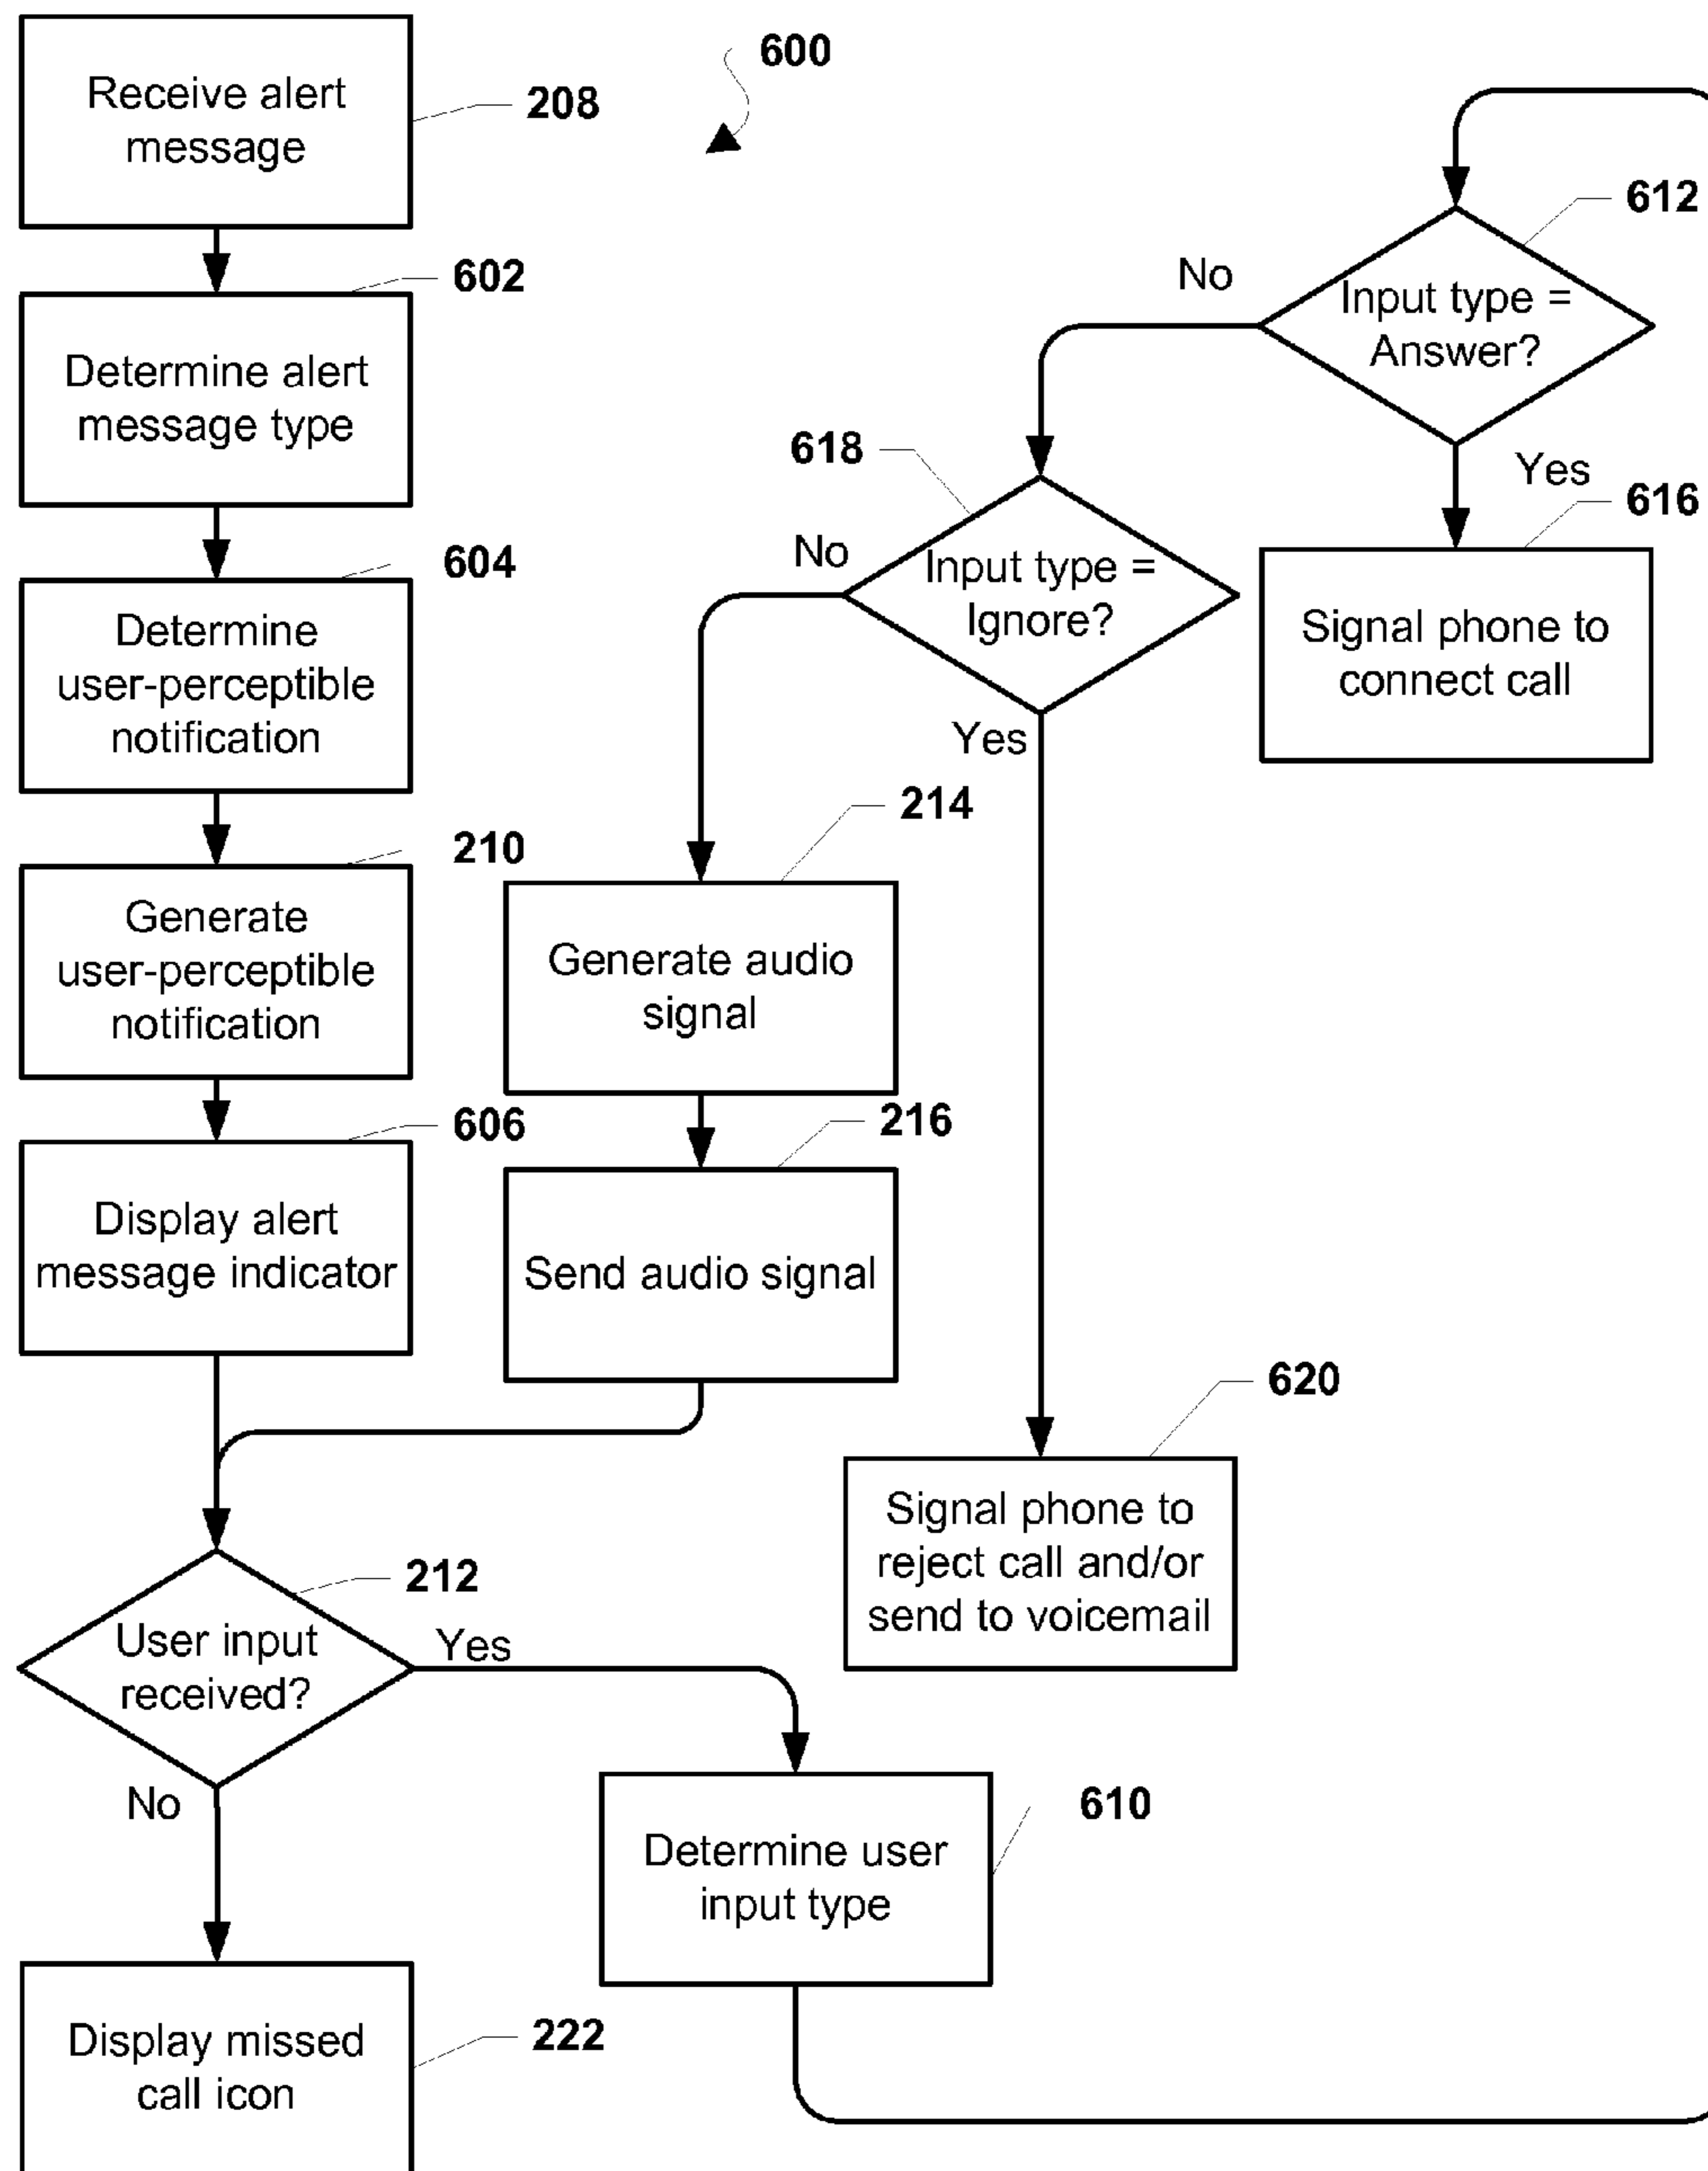 Receive alert
message
208
600
602
Determine alert
message type
604
Determine
user-perceptible
notification
210
Generate
user-perceptible
notification
606
Display alert
message indicator
212
User input
received?
Yes
No
Display missed
call icon
222
610
Determine user
input type
612
Input type =
Answer?
No
Yes
616
Signal phone to
connect call
618
Input type =
Ignore?
No
Yes
214
Generate audio
signal
216
Send audio signal
620
Signal phone to
reject call and/or
send to voicemail